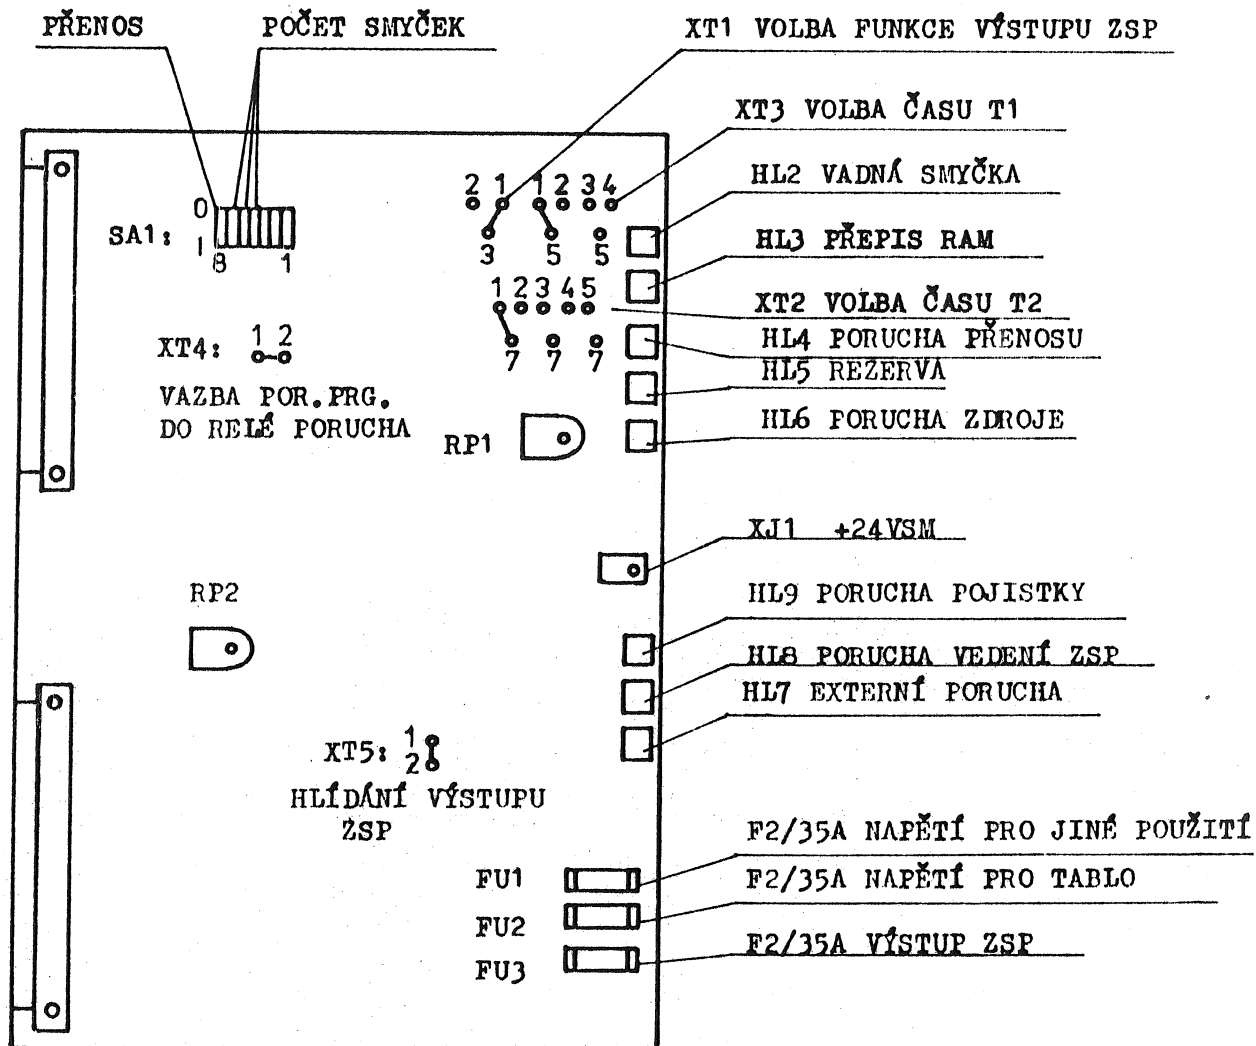 PŘENOS
POČET SMYČEK
XT1 VOLBA FUNKCE VÝSTUPU ZSP
XT3 VOLBA ČASU T1
HL2 VADNÁ SMYČKA
HL3 PŘEPIS RAM
XT2 VOLBA ČASU T2
HL4 PORUCHA PŘENOSU
HL5 REZERVA
HL6 PORUCHA ZDROJE
SA1:
0
1
8 1
2 1 1 2 3 4
3 5 5
1 2 3 4 5
7 7 7
XT4:
1 2
VAZBA POR.PRG.
DO RELÉ PORUCHA
RP1
XJ1 +24VSM
RP2
HL9 PORUCHA POJISTKY
HL8 PORUCHA VEDENÍ ZSP
HL7 EXTERNÍ PORUCHA
XT5:
1
2
HLÍDÁNÍ VÝSTUPU
ZSP
F2/35A NAPĚTÍ PRO JINÉ POUŽITÍ
FU1
F2/35A NAPĚTÍ PRO TABLO
FU2
F2/35A VÝSTUP ZSP
FU3